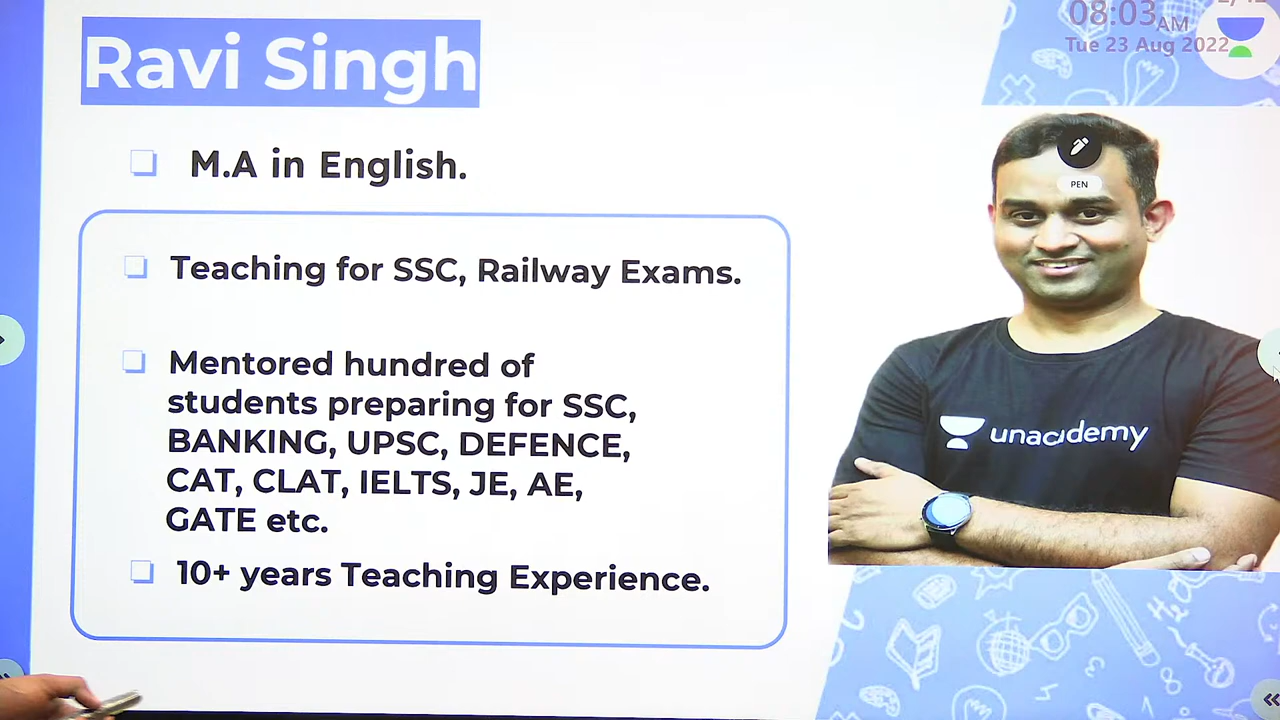 Ravi Singh
08:03 AM
Tue 23 Aug 2022
M.A in English.
PEN
Teaching for SSC, Railway Exams.
Mentored hundred of
students preparing for SSC,
BANKING, UPSC, DEFENCE,
CAT, CLAT, IELTS, JE, AE,
GATE etc.
10+ years Teaching Experience.
unacademy
H₂O